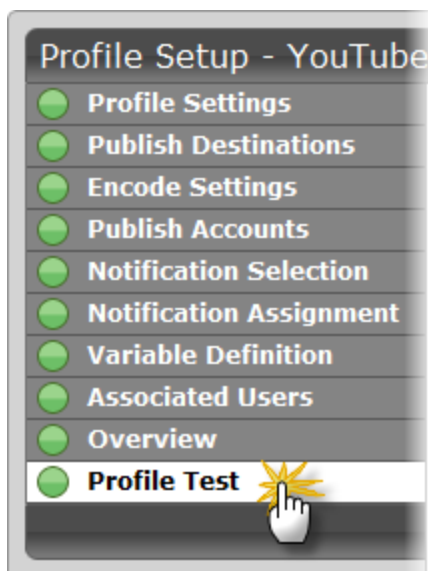 Profile Setup - YouTube
Profile Settings
Publish Destinations
Encode Settings
Publish Accounts
Notification Selection
Notification Assignment
Variable Definition
Associated Users
Overview
Profile Test